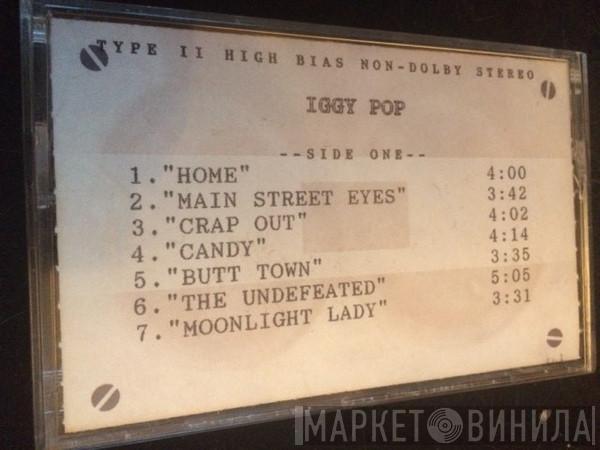 TYPE II HIGH BIAS NON-DOLBY STEREO
IGGY POP
--SIDE ONE--
1."HOME" 4:00
2."MAIN STREET EYES" 3:42
3."CRAP OUT" 4:02
4."CANDY" 4:14
5."BUTT TOWN" 3:35
6."THE UNDEFEATED" 5:05
7."MOONLIGHT LADY" 3:31
МАРКЕТ ВИНИЛА